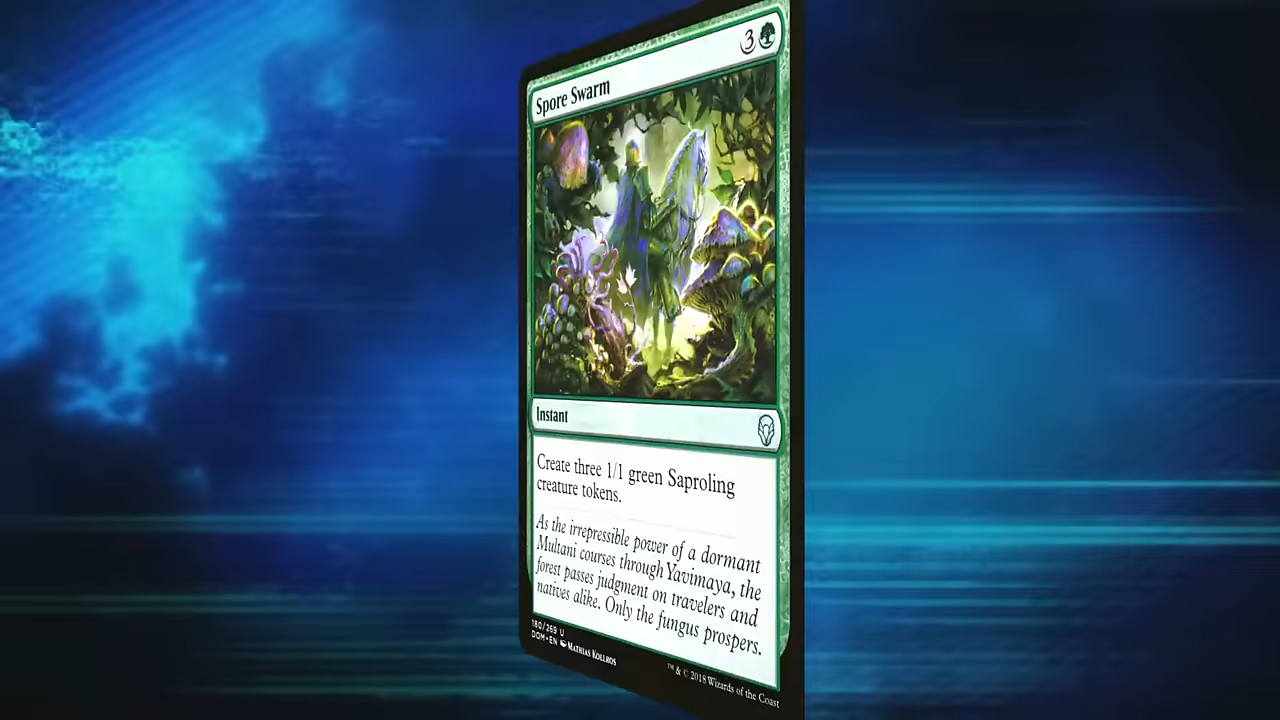 3
Spore Swarm
Instant
Create three 1/1 green Saproling
creature tokens.
As the irrepressible power of a dormant
Multani courses through Yavimaya, the
forest passes judgment on travelers and
natives alike. Only the fungus prospers.
180/269 U
DOM • EN Mathias Kollros
™ & © 2018 Wizards of the Coast